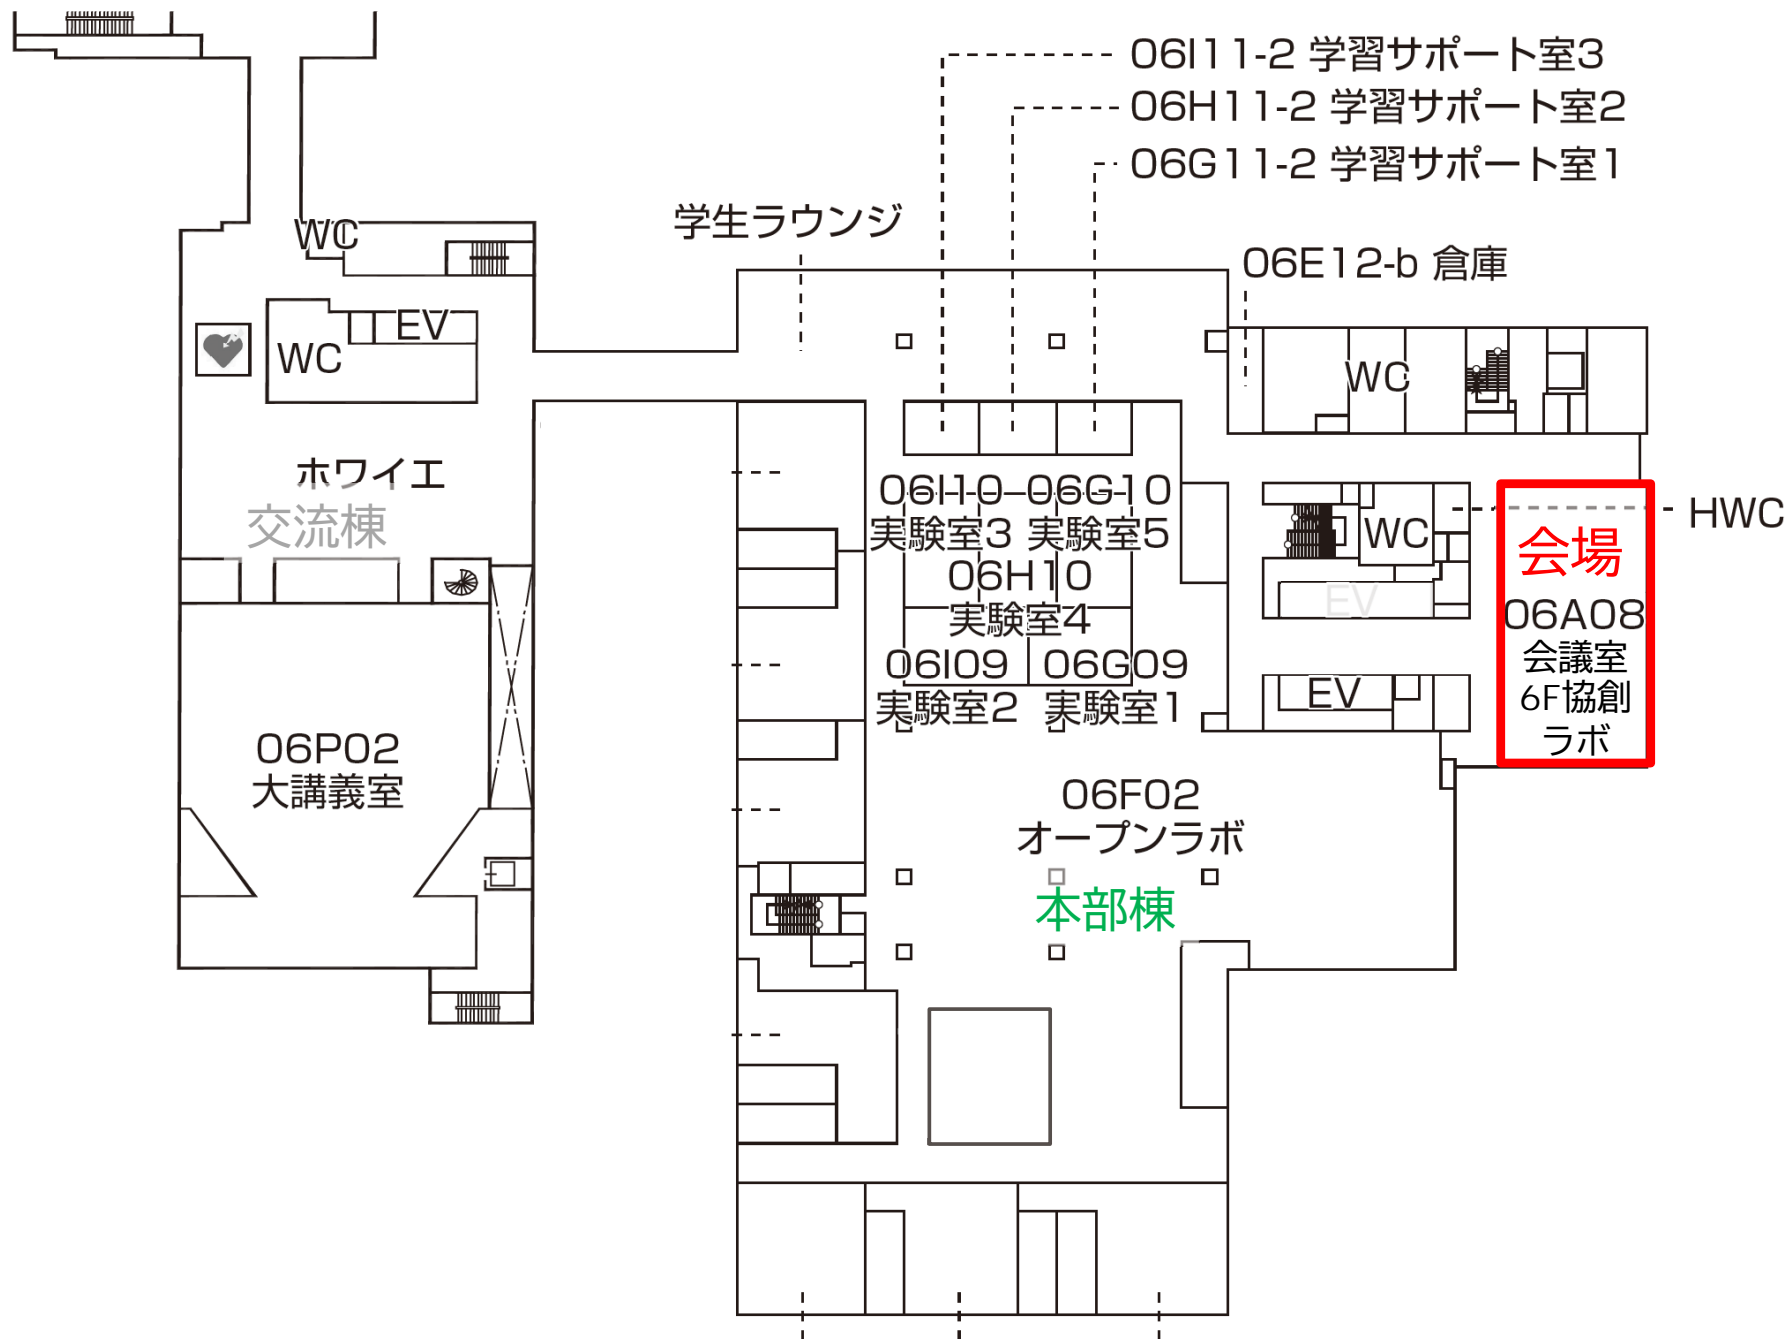 06I11-2 学習サポート室3
06H11-2 学習サポート室2
06G11-2 学習サポート室1
学生ラウンジ
WC
06E12-b 倉庫
EV
WC
WC
ホワイエ
交流棟
06I10
実験室3
06G10
実験室5
WC
HWC
会場
06H10
実験室4
EV
06A08
会議室
6F協創
ラボ
06I09
実験室2
06G09
実験室1
EV
06P02
大講義室
06F02
オープンラボ
本部棟